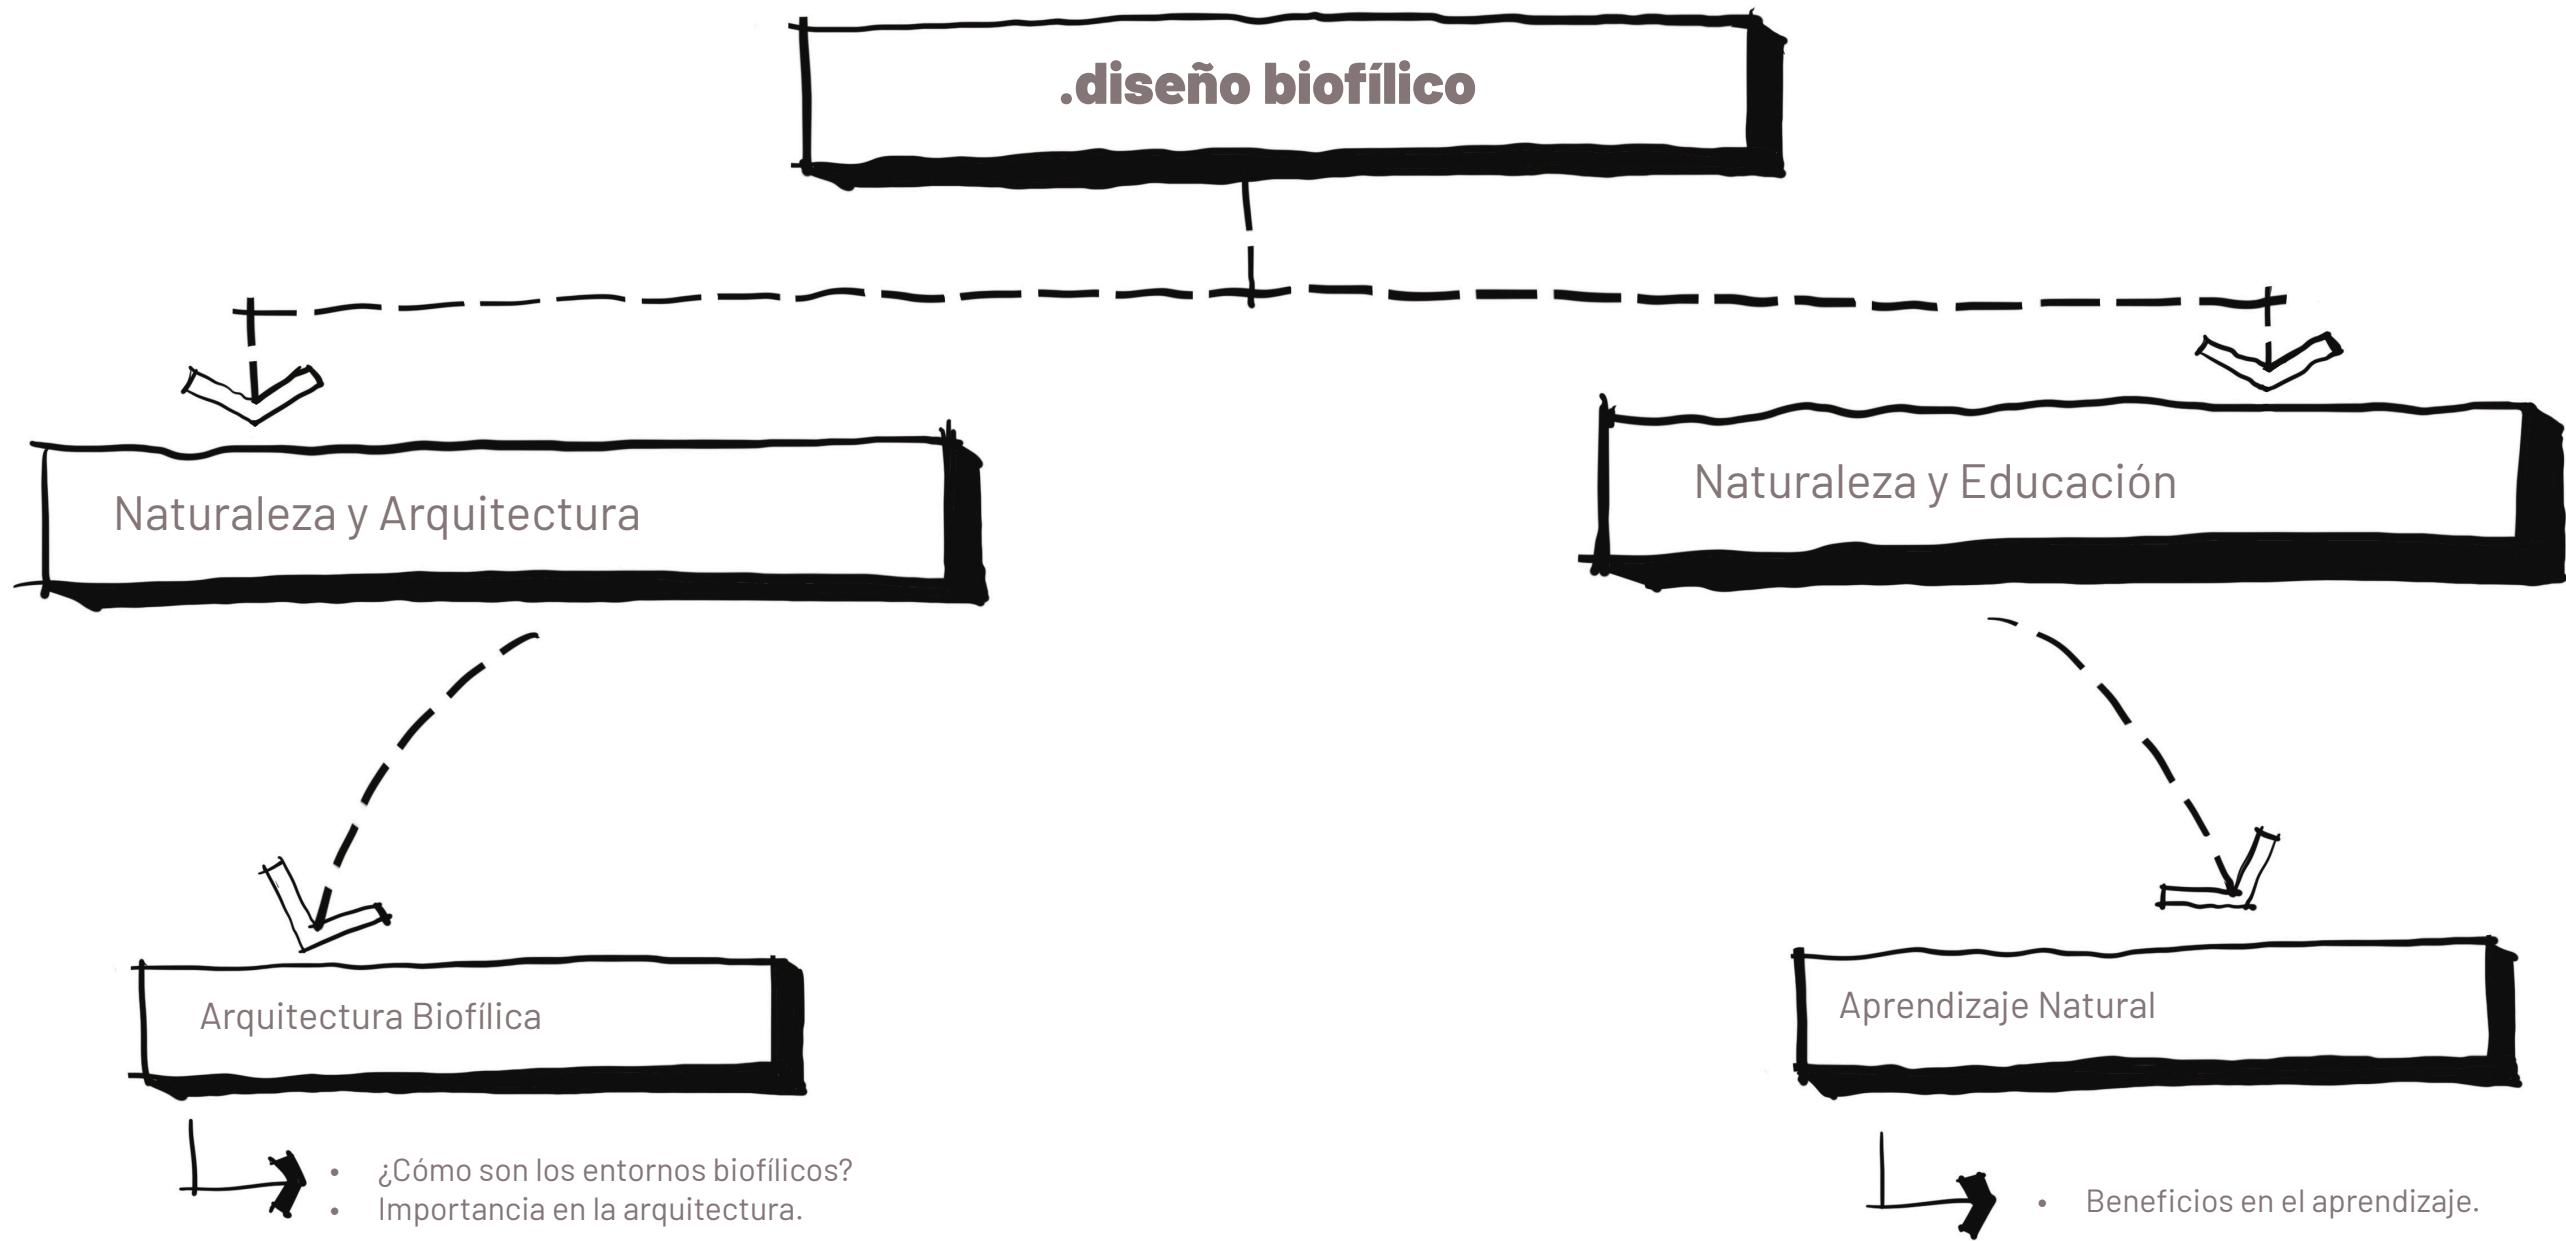 .diseño biofílico
Naturaleza y Arquitectura
Naturaleza y Educación
Arquitectura Biofílica
Aprendizaje Natural
• ¿Cómo son los entornos biofílicos?
• Importancia en la arquitectura.
• Beneficios en el aprendizaje.